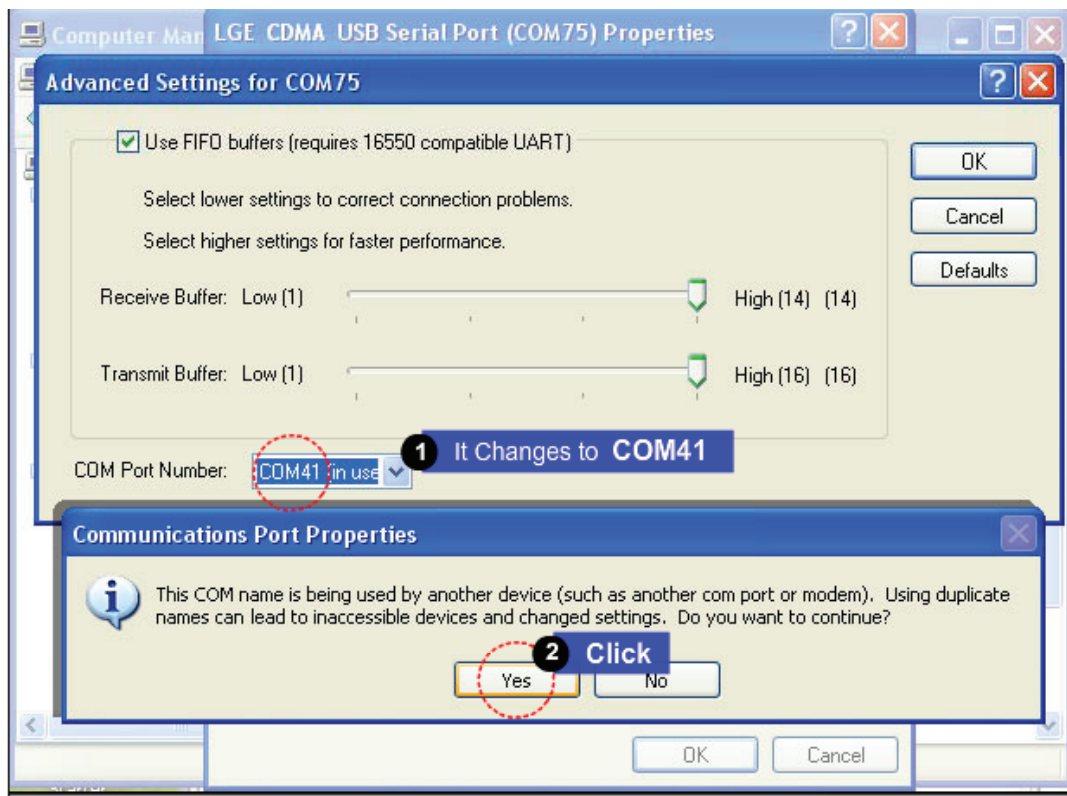 Computer Man
LGE CDMA USB Serial Port (COM75) Properties
Advanced Settings for COM75
Use FIFO buffers (requires 16550 compatible UART)
OK
Select lower settings to correct connection problems.
Cancel
Select higher settings for faster performance.
Defaults
Receive Buffer: Low (1) High (14) (14)
Transmit Buffer: Low (1) High (16) (16)
1 It Changes to COM41
COM Port Number: COM41 (in use
Communications Port Properties
This COM name is being used by another device (such as another com port or modem). Using duplicate
names can lead to inaccessible devices and changed settings. Do you want to continue?
2 Click
Yes No
OK Cancel